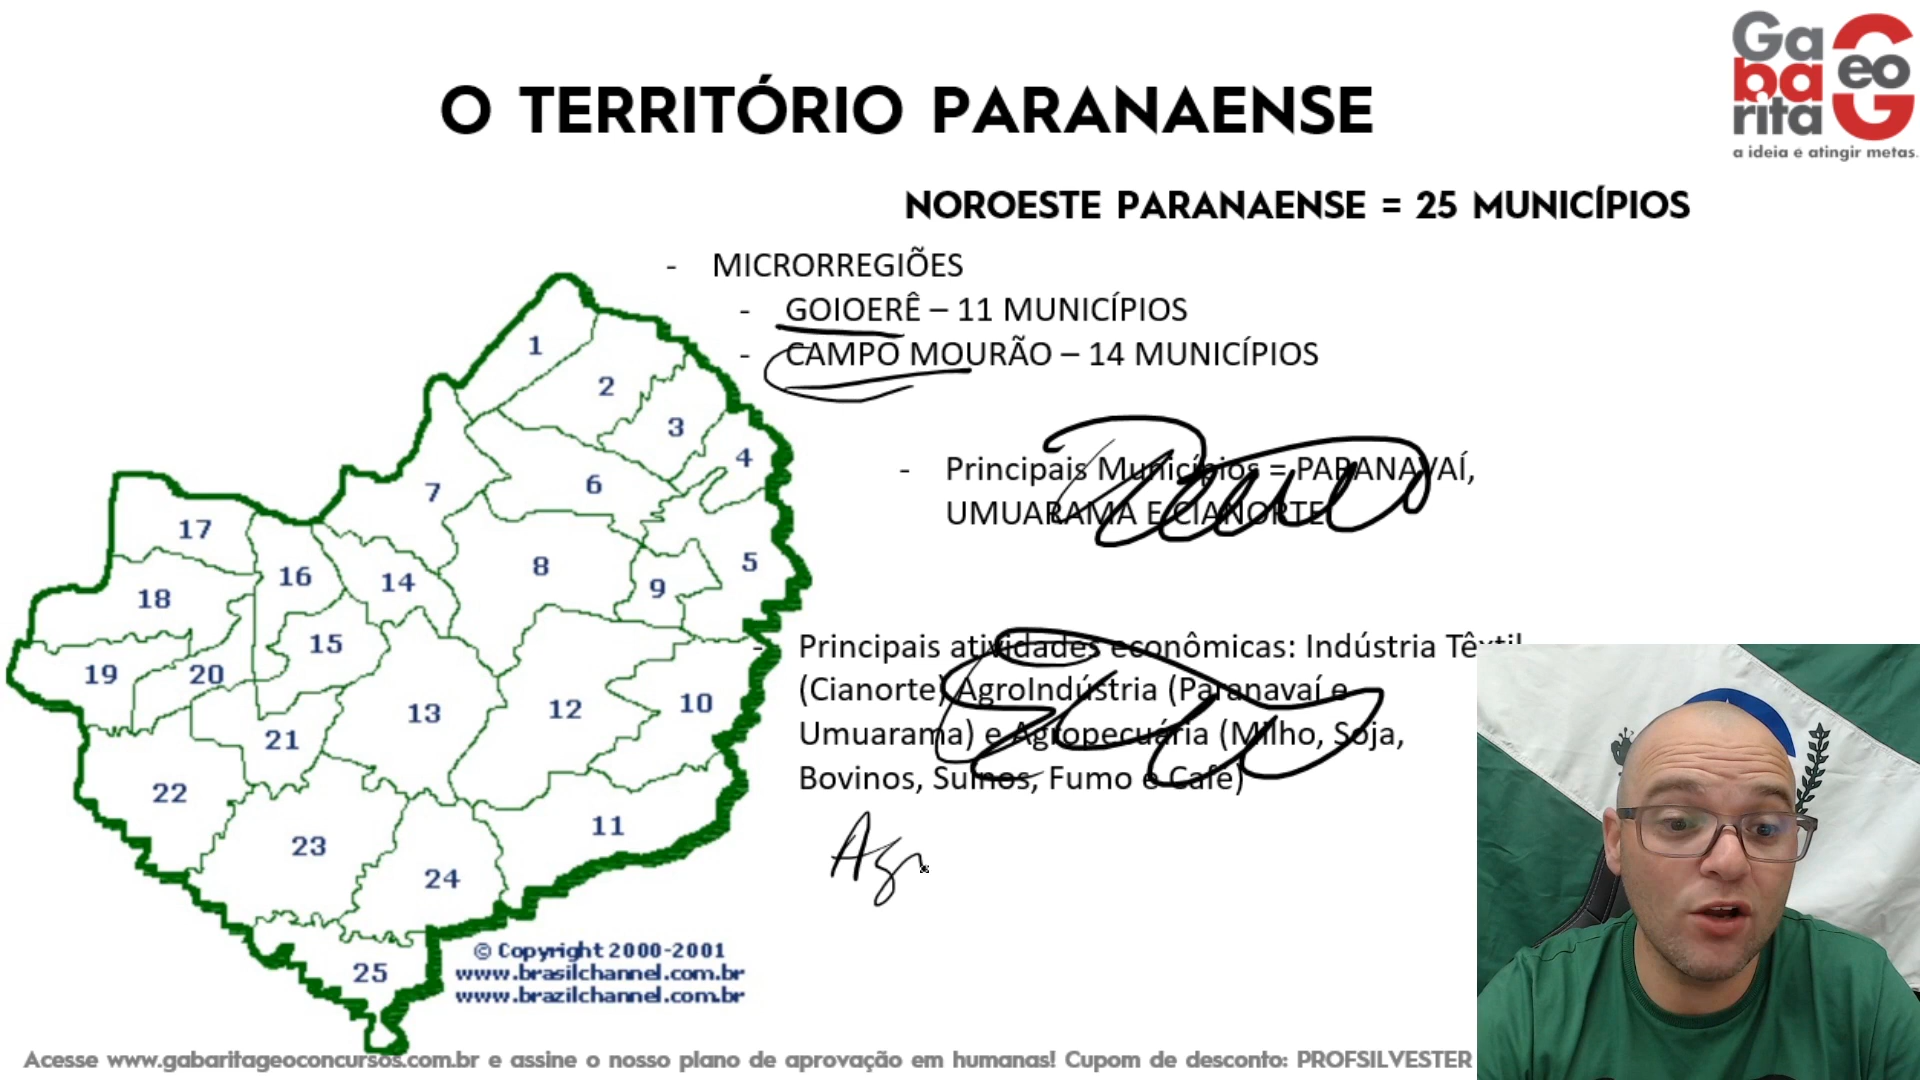 Ga
ba
rita
eo
G
a ideia e atingir metas.
O TERRITÓRIO PARANAENSE
NOROESTE PARANAENSE = 25 MUNICÍPIOS
- MICRORREGIÕES
- GOIOERÊ – 11 MUNICÍPIOS
- CAMPO MOURÃO – 14 MUNICÍPIOS
- Principais Municípios = PARANAVAÍ,
UMUARAMA E CIANORTE
- Principais atividades econômicas: Indústria Têxtil
(Cianorte) AgroIndústria (Paranavaí e
Umuarama) e Agropecuária (Milho, Soja,
Bovinos, Suínos, Fumo e Café)
Agr
1
2
3
4
7
6
17
5
8
16
14
9
18
15
19
20
10
12
13
21
22
11
23
24
25
© Copyright 2000-2001
www.brasilchannel.com.br
www.brazilchannel.com.br
Acesse www.gabaritageoconcursos.com.br e assine o nosso plano de aprovação em humanas! Cupom de desconto: PROFSILVESTER